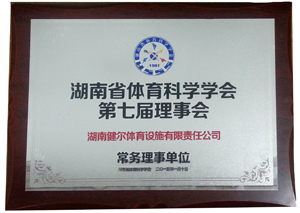 1981
湖南省体育科学学会
第七届理事会
湖南健尔体育设施有限责任公司
常务理事单位